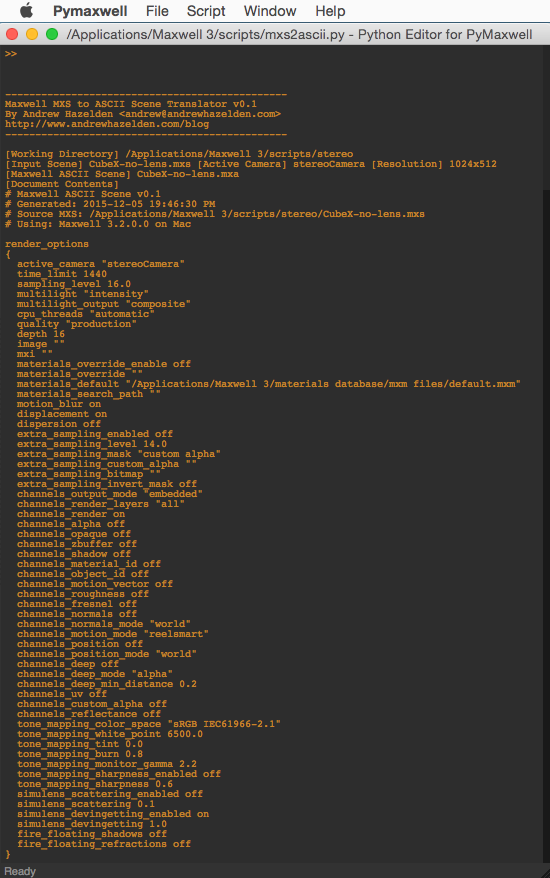 Pymaxwell File Script Window Help
/Applications/Maxwell 3/scripts/mxs2ascii.py - Python Editor for PyMaxwell
>>
-----------------------------------------------
Maxwell MXS to ASCII Scene Translator v0.1
By Andrew Hazelden <andrew@andrewhazelden.com>
http://www.andrewhazelden.com/blog
-----------------------------------------------
[Working Directory] /Applications/Maxwell 3/scripts/stereo
[Input Scene] CubeX-no-lens.mxs [Active Camera] stereoCamera [Resolution] 1024x512
[Maxwell ASCII Scene] CubeX-no-lens.mxa
[Document Contents]
# Maxwell ASCII Scene v0.1
# Generated: 2015-12-05 19:46:30 PM
# Source MXS: /Applications/Maxwell 3/scripts/stereo/CubeX-no-lens.mxs
# Using: Maxwell 3.2.0.0 on Mac
render_options
{
active_camera "stereoCamera"
time_limit 1440
sampling_level 16.0
multilight "intensity"
multilight_output "composite"
cpu_threads "automatic"
quality "production"
depth 16
image ""
mxi ""
materials_override_enable off
materials_override ""
materials_default "/Applications/Maxwell 3/materials database/mxm files/default.mxm"
materials_search_path ""
motion_blur on
displacement on
dispersion off
extra_sampling_enabled off
extra_sampling_level 14.0
extra_sampling_mask "custom alpha"
extra_sampling_custom_alpha ""
extra_sampling_bitmap ""
extra_sampling_invert_mask off
channels_output_mode "embedded"
channels_render_layers "all"
channels_render on
channels_alpha off
channels_opaque off
channels_zbuffer off
channels_shadow off
channels_material_id off
channels_object_id off
channels_motion_vector off
channels_roughness off
channels_fresnel off
channels_normals off
channels_normals_mode "world"
channels_motion_mode "reelsmart"
channels_position off
channels_position_mode "world"
channels_deep off
channels_deep_mode "alpha"
channels_deep_min_distance 0.2
channels_uv off
channels_custom_alpha off
channels_reflectance off
tone_mapping_color_space "sRGB IEC61966-2.1"
tone_mapping_white_point 6500.0
tone_mapping_tint 0.0
tone_mapping_burn 0.8
tone_mapping_monitor_gamma 2.2
tone_mapping_sharpness_enabled off
tone_mapping_sharpness 0.6
simulens_scattering_enabled off
simulens_scattering 0.1
simulens_devingetting_enabled on
simulens_devingetting 1.0
fire_floating_shadows off
fire_floating_refractions off
}
Ready